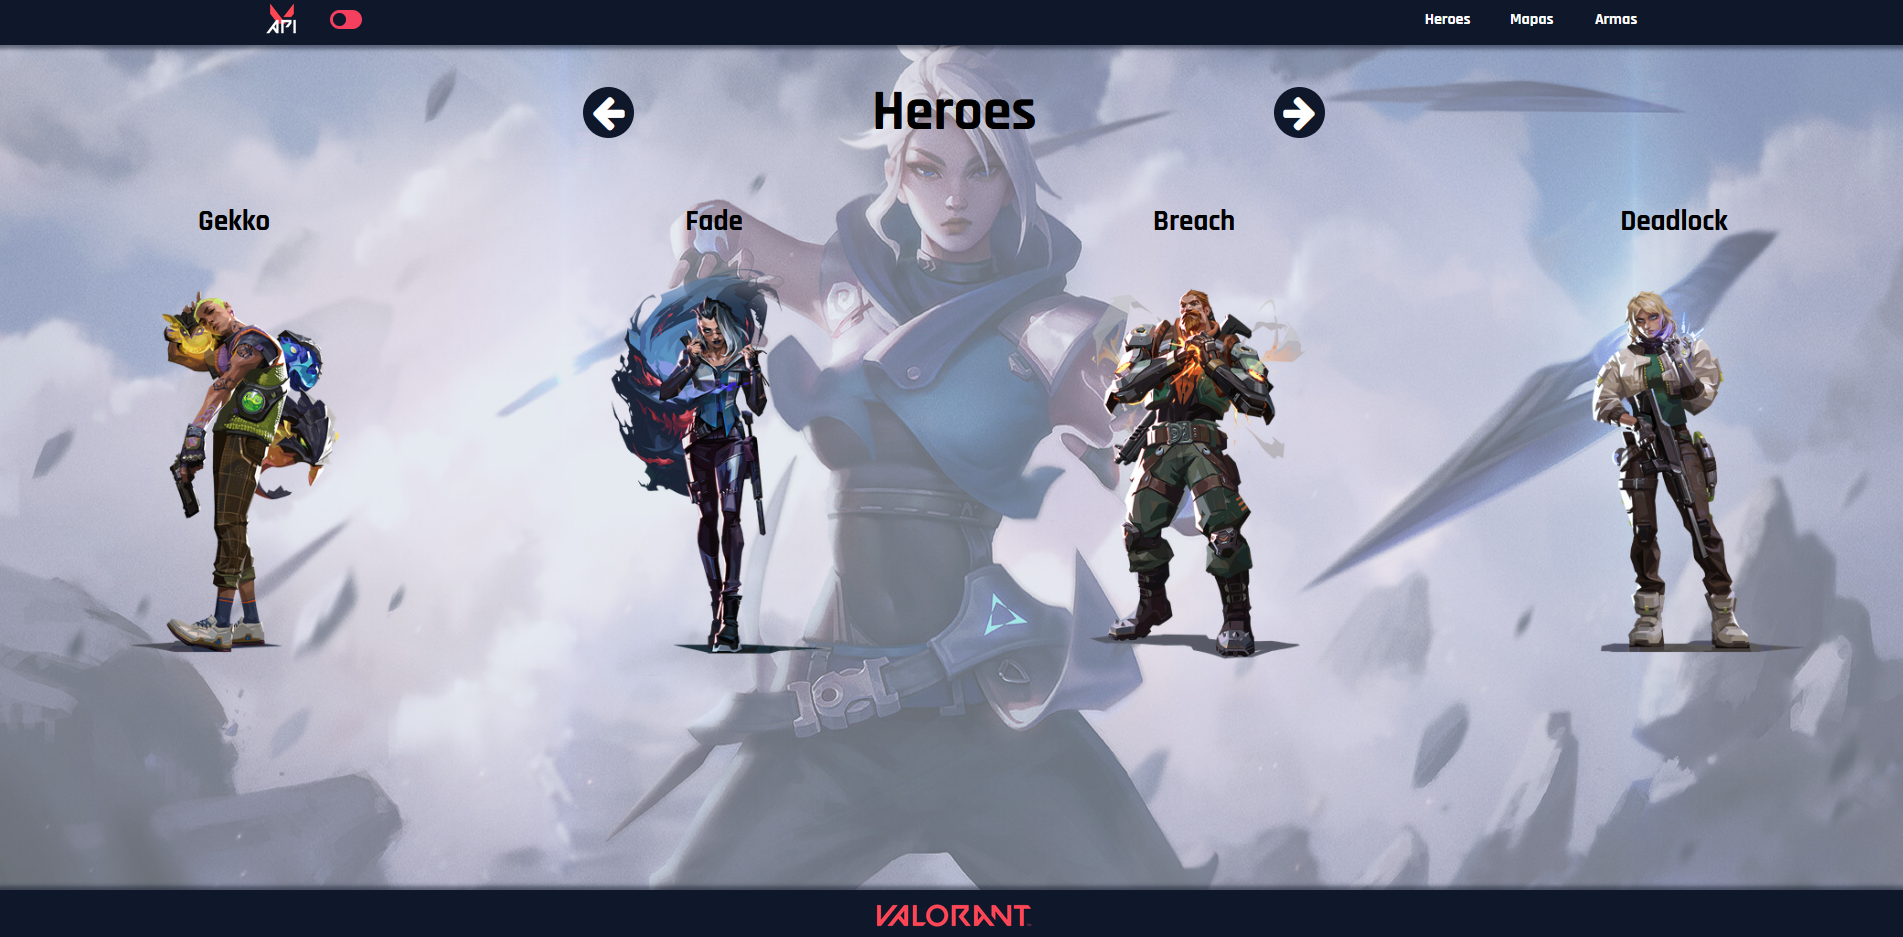 API
Heroes Mapas Armas
Heroes
Gekko Fade Breach Deadlock
VALORANT